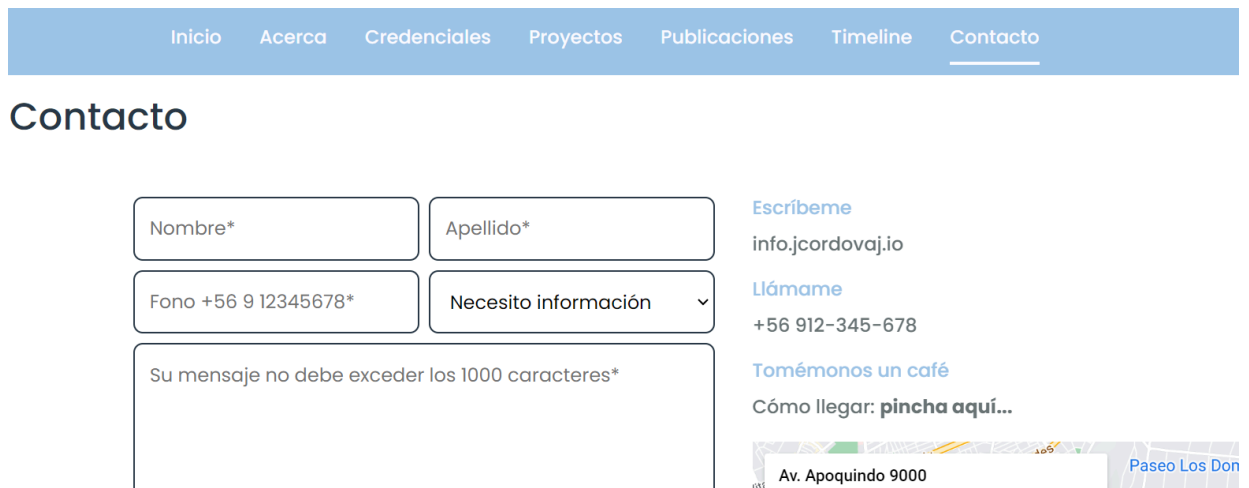 Inicio Acerca Credenciales Proyectos Publicaciones Timeline Contacto
Contacto
Nombre* Apellido*
Fono +56 9 12345678* Necesito información
Su mensaje no debe exceder los 1000 caracteres*
Escríbeme
info.jcordovaj.io
Llámame
+56 912-345-678
Tomémonos un café
Cómo llegar: pincha aquí...
Av. Apoquindo 9000
Paseo Los